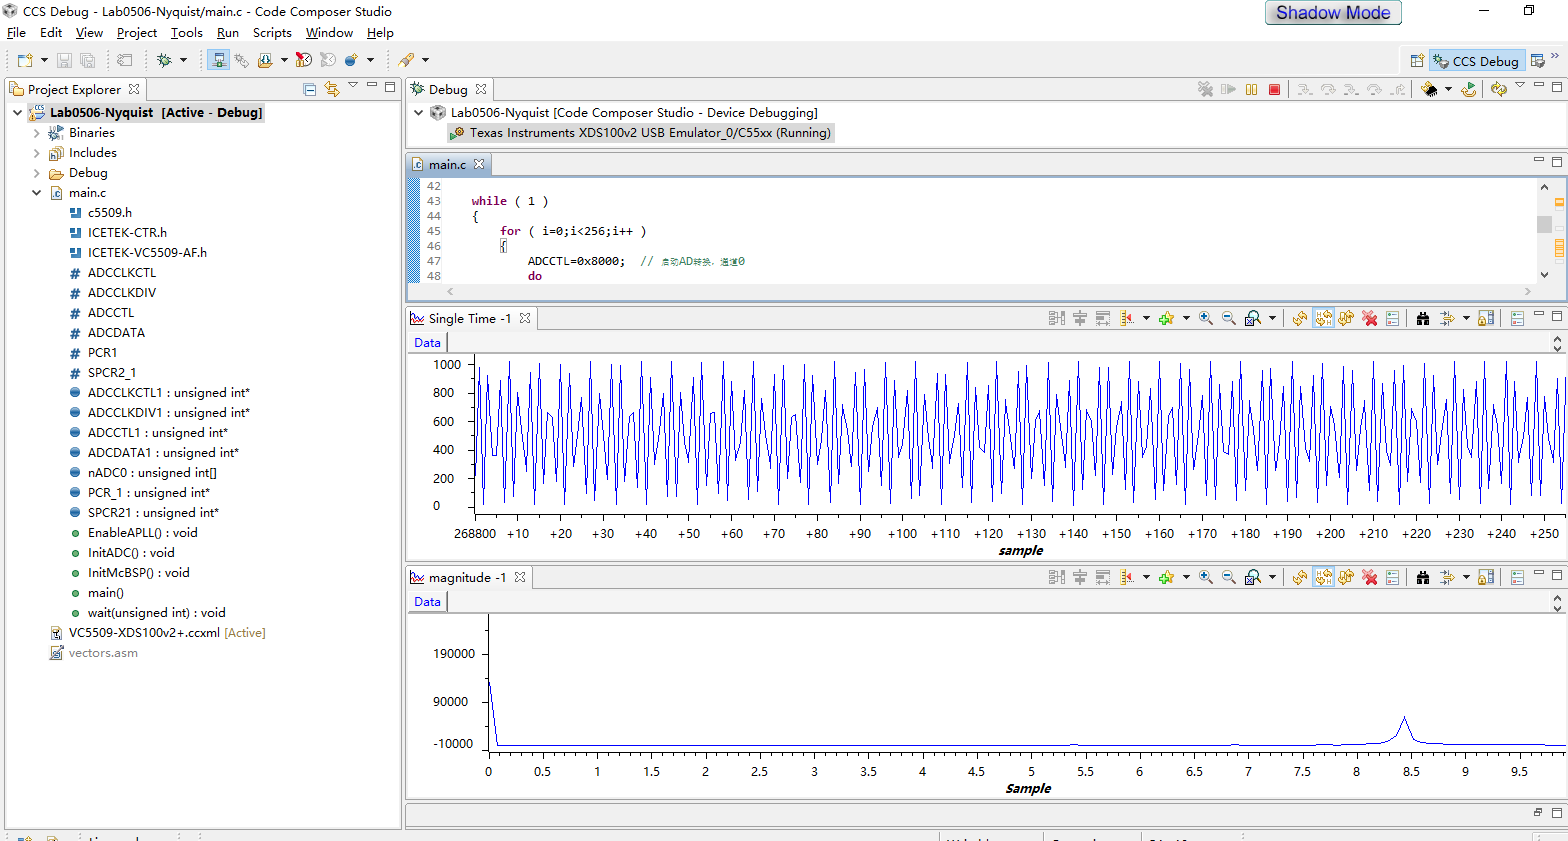 CCS Debug - Lab0506-Nyquist/main.c - Code Composer Studio
Shadow Mode
File Edit View Project Tools Run Scripts Window Help
CCS Debug
Project Explorer
Lab0506-Nyquist [Active - Debug]
Binaries
Includes
Debug
main.c
c5509.h
ICETEK-CTR.h
ICETEK-VC5509-AF.h
ADCCLKCTL
ADCCLKDIV
ADCCTL
ADCDATA
PCR1
SPCR2_1
ADCCLKCTL1 : unsigned int*
ADCCLKDIV1 : unsigned int*
ADCCTL1 : unsigned int*
ADCDATA1 : unsigned int*
nADC0 : unsigned int[]
PCR_1 : unsigned int*
SPCR21 : unsigned int*
EnableAPLL() : void
InitADC() : void
InitMcBSP() : void
main()
wait(unsigned int) : void
VC5509-XDS100v2+.ccxml [Active]
vectors.asm
Debug
Lab0506-Nyquist [Code Composer Studio - Device Debugging]
Texas Instruments XDS100v2 USB Emulator_0/C55xx (Running)
main.c
42
43 while ( 1 )
44 {
45 for ( i=0;i<256;i++ )
46 {
47 ADCCTL=0x8000; // 启动AD转换，通道0
48 do
Single Time -1
Data
1000
800
600
400
200
0
268800 +10 +20 +30 +40 +50 +60 +70 +80 +90 +100 +110 +120 +130 +140 +150 +160 +170 +180 +190 +200 +210 +220 +230 +240 +250
sample
magnitude -1
Data
190000
90000
-10000
0 0.5 1 1.5 2 2.5 3 3.5 4 4.5 5 5.5 6 6.5 7 7.5 8 8.5 9 9.5
Sample